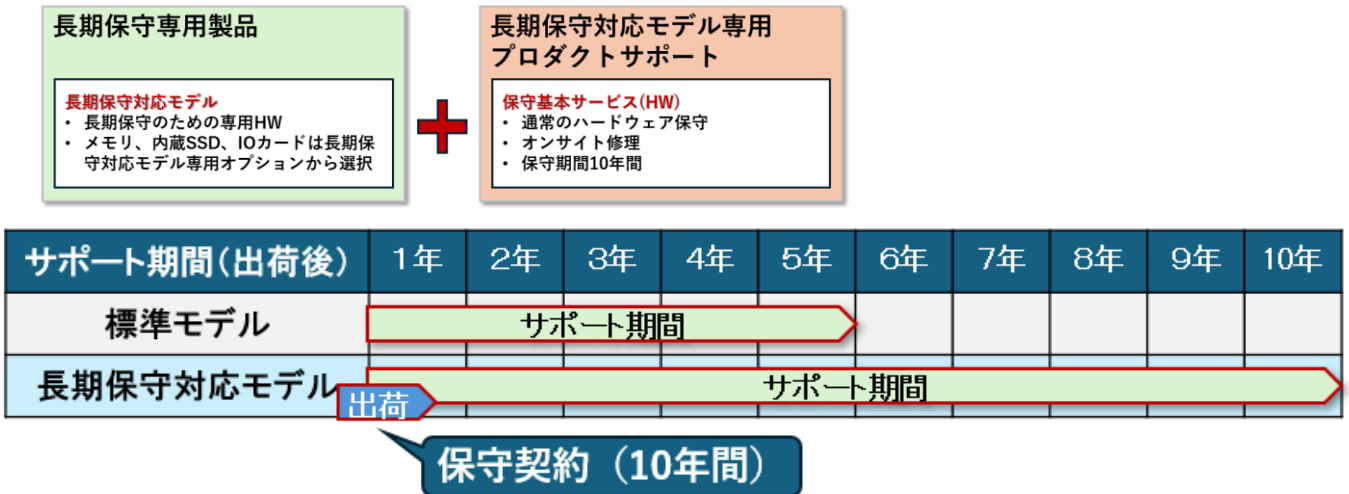 長期保守専用製品
長期保守対応モデル
• 長期保守のための専用HW
• メモリ、内蔵SSD、IOカードは長期保
守対応モデル専用オプションから選択
長期保守対応モデル専用
プロダクトサポート
保守基本サービス(HW)
• 通常のハードウェア保守
• オンサイト修理
• 保守期間10年間
サポート期間(出荷後) 1年 2年 3年 4年 5年 6年 7年 8年 9年 10年
標準モデル サポート期間
長期保守対応モデル サポート期間
出荷
保守契約(10年間)